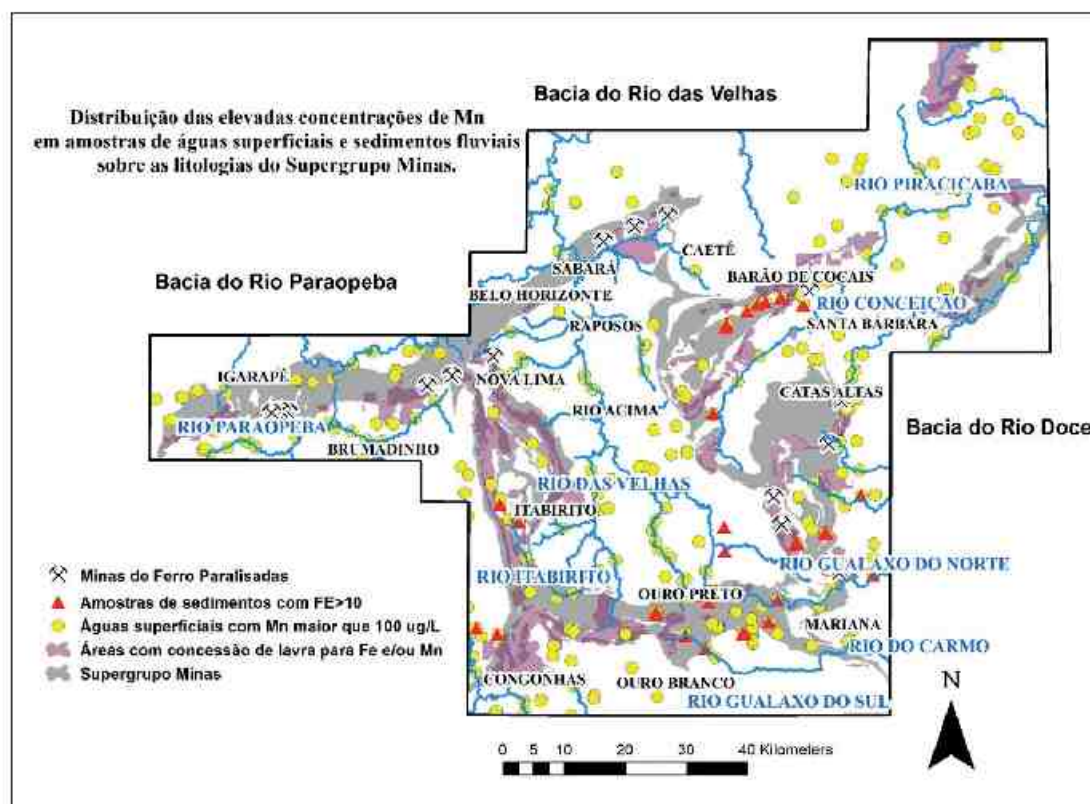 Distribuição das elevadas concentrações de Mn
em amostras de águas superficiais e sedimentos fluviais
sobre as litologias do Supergrupo Minas.
Bacia do Rio das Velhas
RIO PIRACICABA
CAETÉ
SABARÁ
Bacia do Rio Paraopeba
BARÃO DE COCAIS
BELO HORIZONTE
RIO CONCEIÇÃO
RAPOSOS
SANTA BÁRBARA
IGARAPÉ
NOVA LIMA
CATAS ALTAS
RIO ACIMA
RIO PARAOPEBA
Bacia do Rio Doce
BRUMADINHO
RIO DAS VELHAS
ITABIRITO
RIO GUALAXO DO NORTE
RIO ITABIRITO
OURO PRETO
MARIANA
RIO DO CARMO
CONGONHAS
OURO BRANCO
RIO GUALAXO DO SUL
Minas de Ferro Paralisadas
Amostras de sedimentos com FE>10
Águas superficiais com Mn maior que 100 ug/L
Áreas com concessão de lavra para Fe e/ou Mn
Supergrupo Minas
N
0 5 10 20 30 40 Kilometers